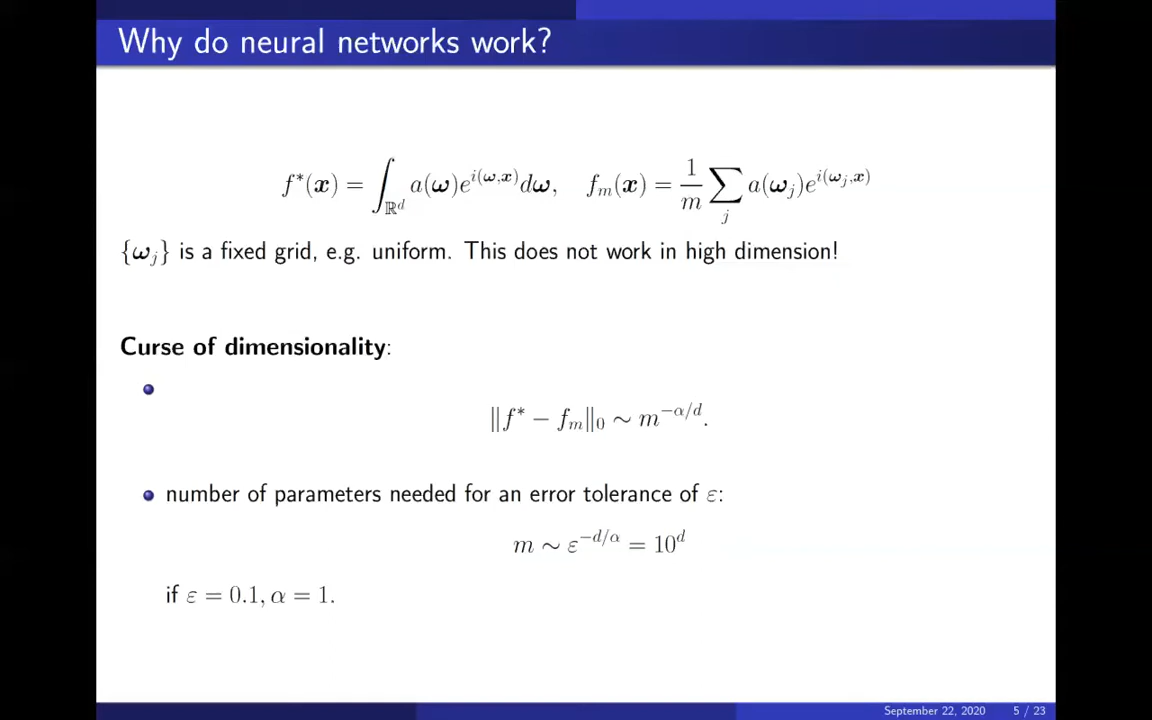 Why do neural networks work?
f*(𝒙) = ∫_{ℝ^d} a(𝝎)e^{i(𝝎,𝒙)}d𝝎,   f_m(𝒙) = \frac{1}{m} ∑_j a(𝝎_j)e^{i(𝝎_j,𝒙)}
{𝝎_j} is a fixed grid, e.g. uniform. This does not work in high dimension!
Curse of dimensionality:
‖f* − f_m‖_0 ∼ m^{−α/d}.
number of parameters needed for an error tolerance of ε:
m ∼ ε^{−d/α} = 10^d
if ε = 0.1, α = 1.
September 22, 2020   5 / 23